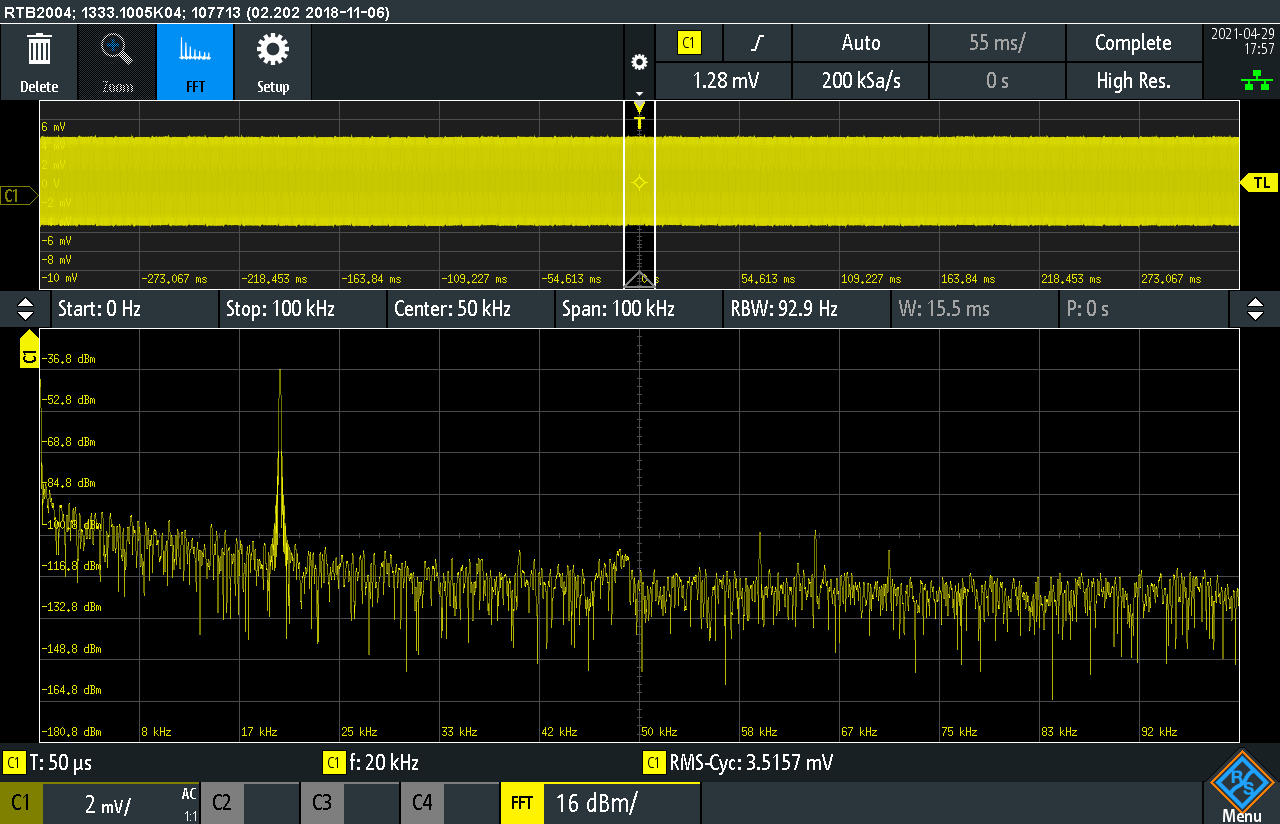 RTB2004; 1333.1005K04; 107713 (02.202 2018-11-06)
Delete
Zoom
FFT
Setup
C1
Auto
55 ms/
Complete
2021-04-29
17:57
1.28 mV
200 kSa/s
0 s
High Res.
T
6 mV
4 mV
2 mV
0 V
-2 mV
-4 mV
-6 mV
-8 mV
-10 mV
C1
TL
-273,067 ms
-218,453 ms
-163,84 ms
-109,227 ms
-54,613 ms
0 s
54,613 ms
109,227 ms
163,84 ms
218,453 ms
273,067 ms
Start: 0 Hz
Stop: 100 kHz
Center: 50 kHz
Span: 100 kHz
RBW: 92.9 Hz
W: 15.5 ms
P: 0 s
C1
-36,8 dBm
-52,8 dBm
-68,8 dBm
-84,8 dBm
-100,8 dBm
-116,8 dBm
-132,8 dBm
-148,8 dBm
-164,8 dBm
-180,8 dBm
8 kHz
17 kHz
25 kHz
33 kHz
42 kHz
50 kHz
58 kHz
67 kHz
75 kHz
83 kHz
92 kHz
C1 T: 50 µs
C1 f: 20 kHz
C1 RMS-Cyc: 3.5157 mV
C1
2 mV/
AC
1:1
C2
C3
C4
FFT
16 dBm/
R S
Menu